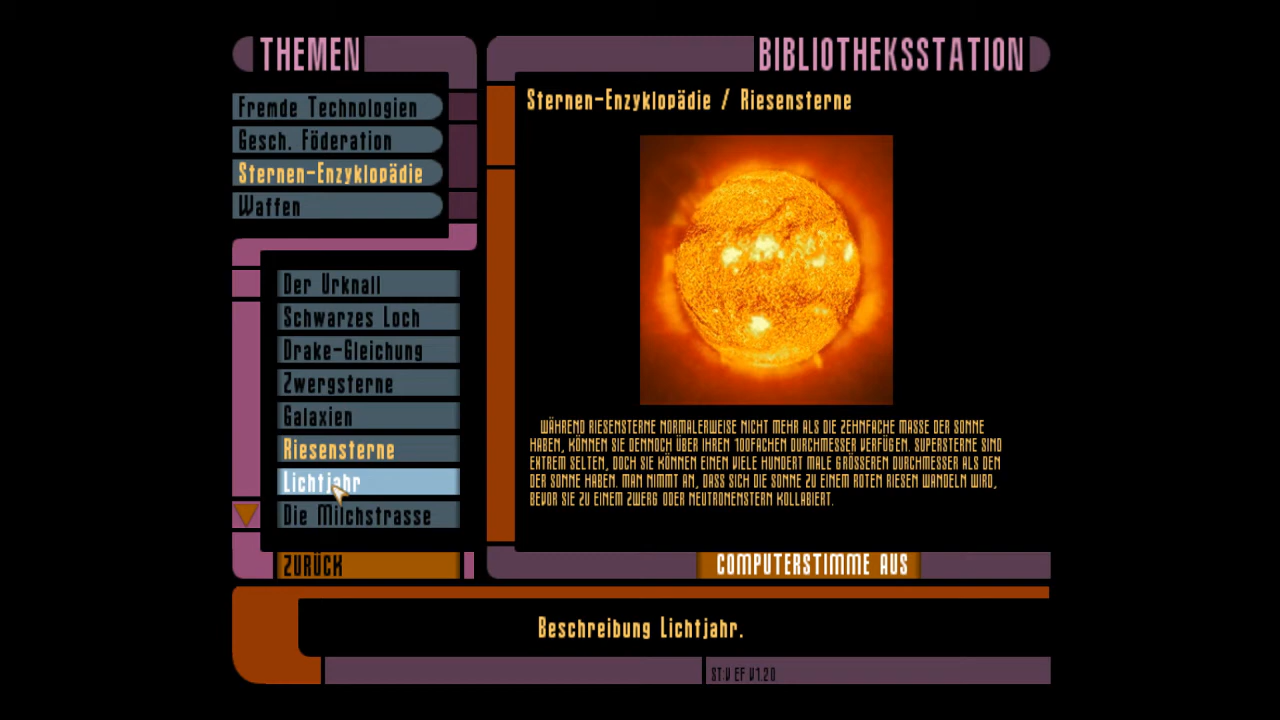 THEMEN
BIBLIOTHEKSSTATION
Fremde Technologien
Gesch. Föderation
Sternen-Enzyklopädie
Waffen
Der Urknall
Schwarzes Loch
Drake-Gleichung
Zwergsterne
Galaxien
Riesensterne
Lichtjahr
Die Milchstrasse
ZURÜCK
Sternen-Enzyklopädie / Riesensterne
WÄHREND RIESENSTERNE NORMALERWEISE NICHT MEHR ALS DIE ZEHNFACHE MASSE DER SONNE
HABEN, KÖNNEN SIE DENNOCH ÜBER IHREN 100FACHEN DURCHMESSER VERFÜGEN. SUPERSTERNE SIND
EXTREM SELTEN, DOCH SIE KÖNNEN EINEN VIELE HUNDERT MALE GRÖSSEREN DURCHMESSER ALS DEN
DER SONNE HABEN. MAN NIMMT AN, DASS SICH DIE SONNE ZU EINEM ROTEN RIESEN WANDELN WIRD,
BEVOR SIE ZU EINEM ZWERG ODER NEUTRONENSTERN KOLLABIERT.
COMPUTERSTIMME AUS
Beschreibung Lichtjahr.
ST:V EF V1.20